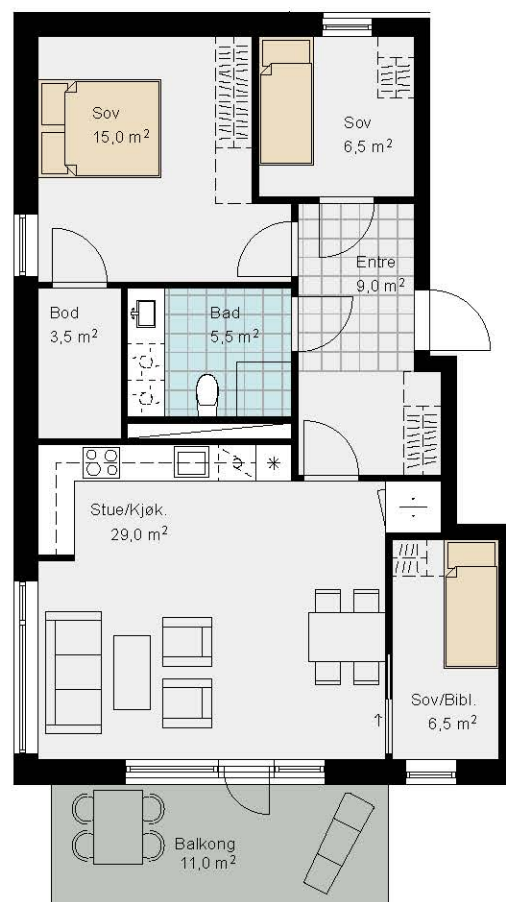 Sov
15,0 m²
Sov
6,5 m²
Entre
9,0 m²
Bod
3,5 m²
Bad
5,5 m²
Stue/Kjøk.
29,0 m²
Sov/Bibl.
6,5 m²
Balkong
11,0 m²